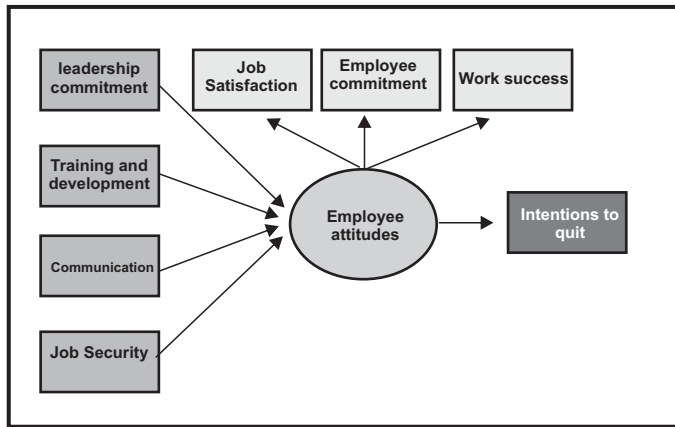 leadership
commitment
Job
Satisfaction
Employee
commitment
Work success
Training and
development
Employee
attitudes
Intentions to
quit
Communication
Job Security